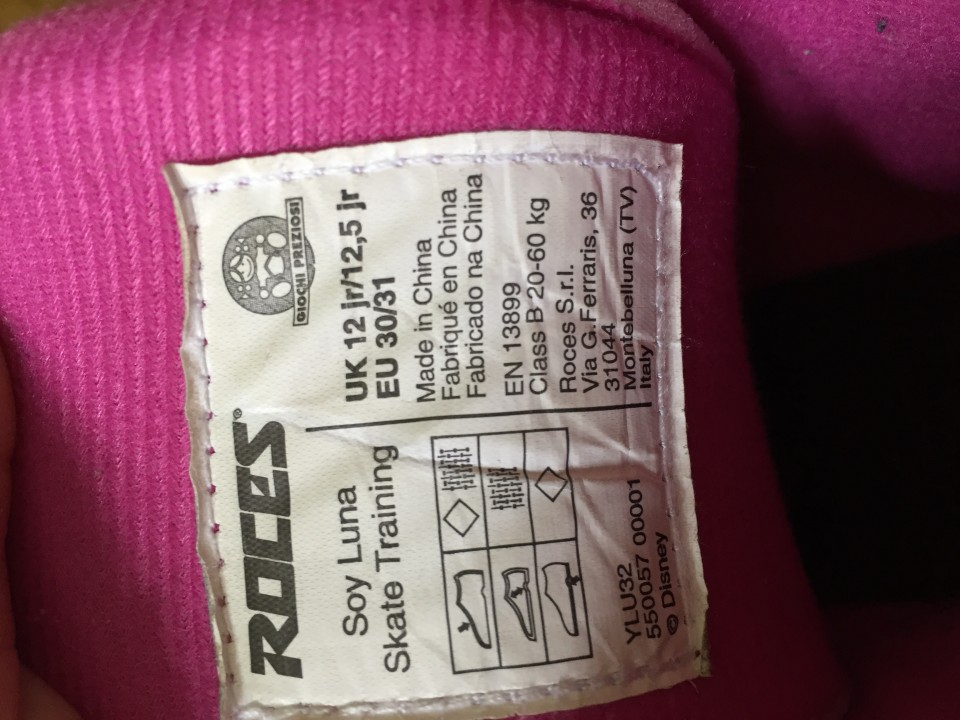 ROCES®
GIOCHI PREZIOSI
Soy Luna
Skate Training
UK 12 jr/12,5 jr
EU 30/31
Made in China
Fabriqué en China
Fabricado na China
EN 13899
Class B 20-60 kg
Roces S.r.l.
Via G.Ferraris, 36
31044
Montebelluna (TV)
Italy
YLU32
550057 00001
© Disney